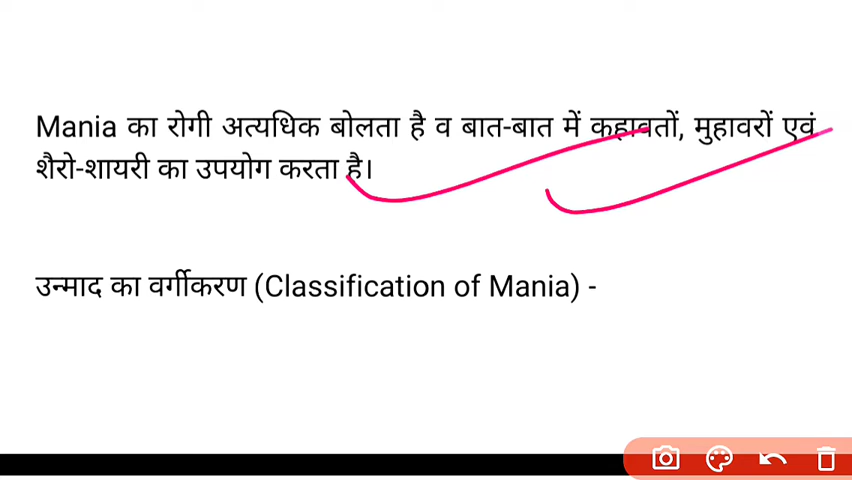 Mania का रोगी अत्यधिक बोलता है व बात-बात में कहावतों, मुहावरों एवं
शैरो-शायरी का उपयोग करता है।
उन्माद का वर्गीकरण (Classification of Mania) -